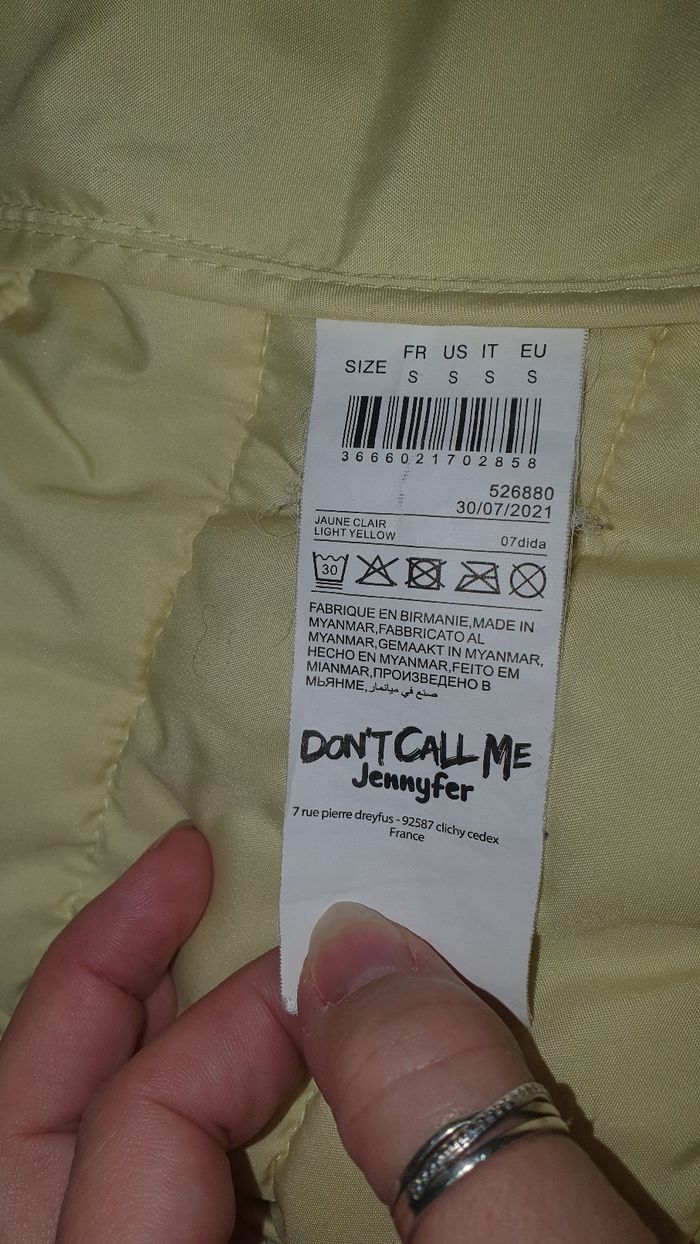 SIZE FR US IT EU
S S S S
3666021702858
526880
30/07/2021
JAUNE CLAIR
LIGHT YELLOW 07dida
30
FABRIQUE EN BIRMANIE,MADE IN
MYANMAR,FABBRICATO AL
MYANMAR,GEMAAKT IN MYANMAR,
HECHO EN MYANMAR,FEITO EM
MIANMAR,ПРОИЗВЕДЕНО В
МЬЯНМЕ,صنع في ميانمار
DON'T CALL ME
Jennyfer
7 rue pierre dreyfus - 92587 clichy cedex
France